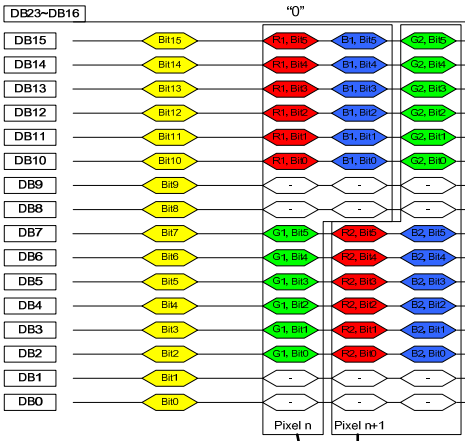 DB23~DB16 "0"
DB15 Bit15 R1, Bit5 B1, Bit5 G2, Bit5
DB14 Bit14 R1, Bit4 B1, Bit4 G2, Bit4
DB13 Bit13 R1, Bit3 B1, Bit3 G2, Bit3
DB12 Bit12 R1, Bit2 B1, Bit2 G2, Bit2
DB11 Bit11 R1, Bit1 B1, Bit1 G2, Bit1
DB10 Bit10 R1, Bit0 B1, Bit0 G2, Bit0
DB9 Bit9 - - -
DB8 Bit8 - - -
DB7 Bit7 G1, Bit5 R2, Bit5 B2, Bit5
DB6 Bit6 G1, Bit4 R2, Bit4 B2, Bit4
DB5 Bit5 G1, Bit3 R2, Bit3 B2, Bit3
DB4 Bit4 G1, Bit2 R2, Bit2 B2, Bit2
DB3 Bit3 G1, Bit1 R2, Bit1 B2, Bit1
DB2 Bit2 G1, Bit0 R2, Bit0 B2, Bit0
DB1 Bit1 - - -
DB0 Bit0 - - -
Pixel n Pixel n+1